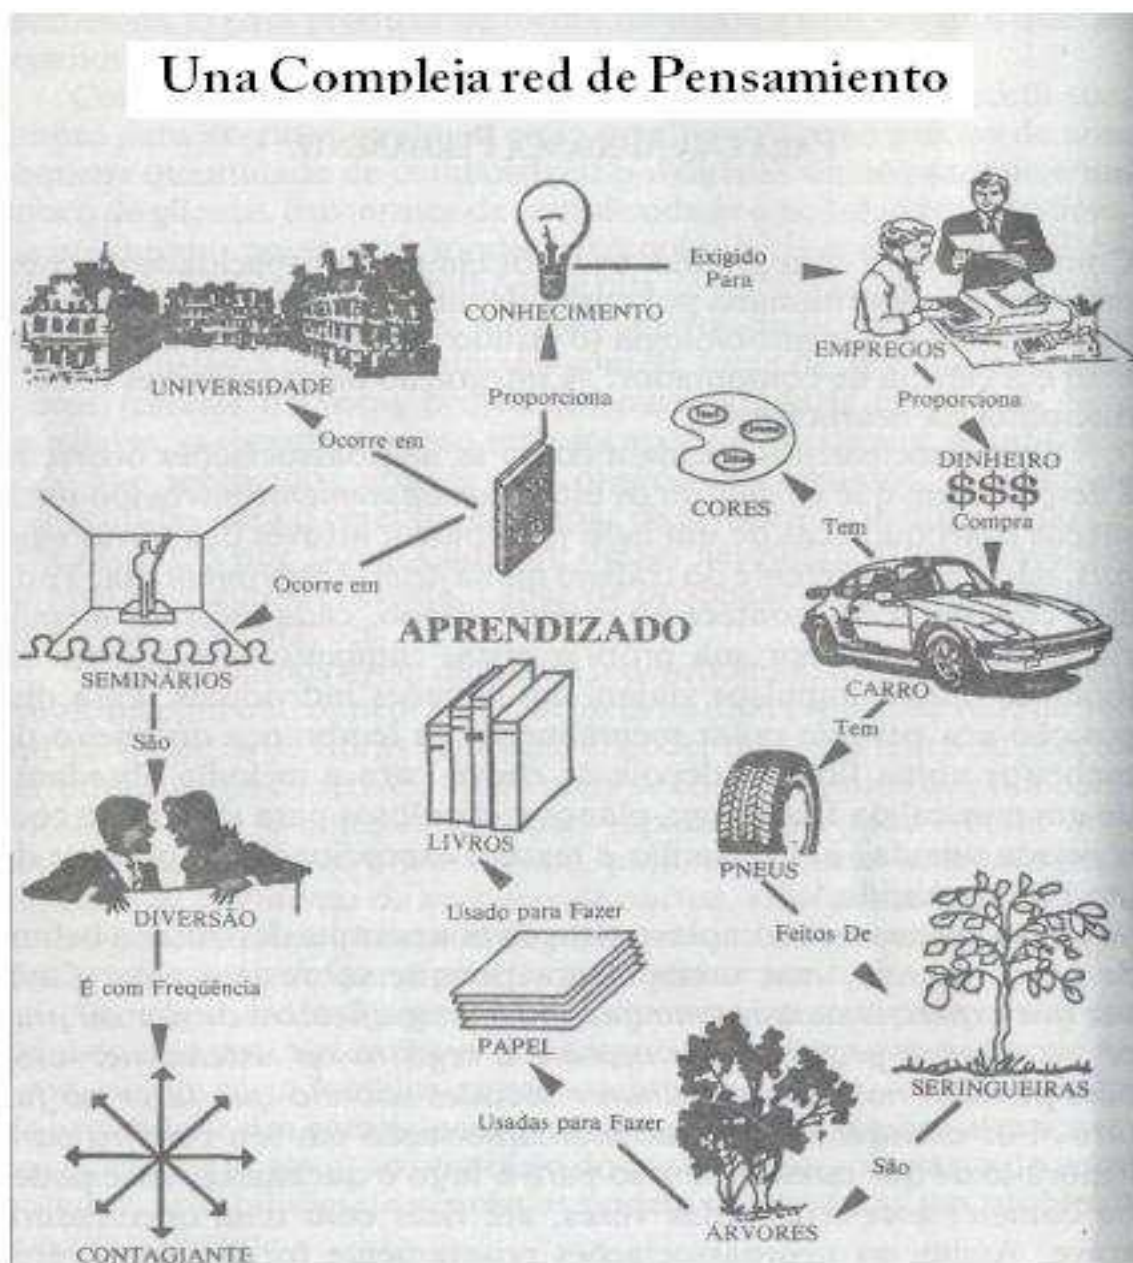 Una Compleja red de Pensamiento
CONHECIMENTO
Exigido
Para
EMPREGOS
UNIVERSIDADE
Proporciona
Proporciona
Ocorre em
CORES
DINHEIRO
$$$
Compra
Tem
Ocorre em
APRENDIZADO
SEMINÁRIOS
CARRO
São
Tem
LIVROS
PNEUS
DIVERSÃO
Usado para Fazer
Feitos De
É com Freqüência
PAPEL
SERINGUEIRAS
Usadas para Fazer
São
ÁRVORES
CONTAGIANTE